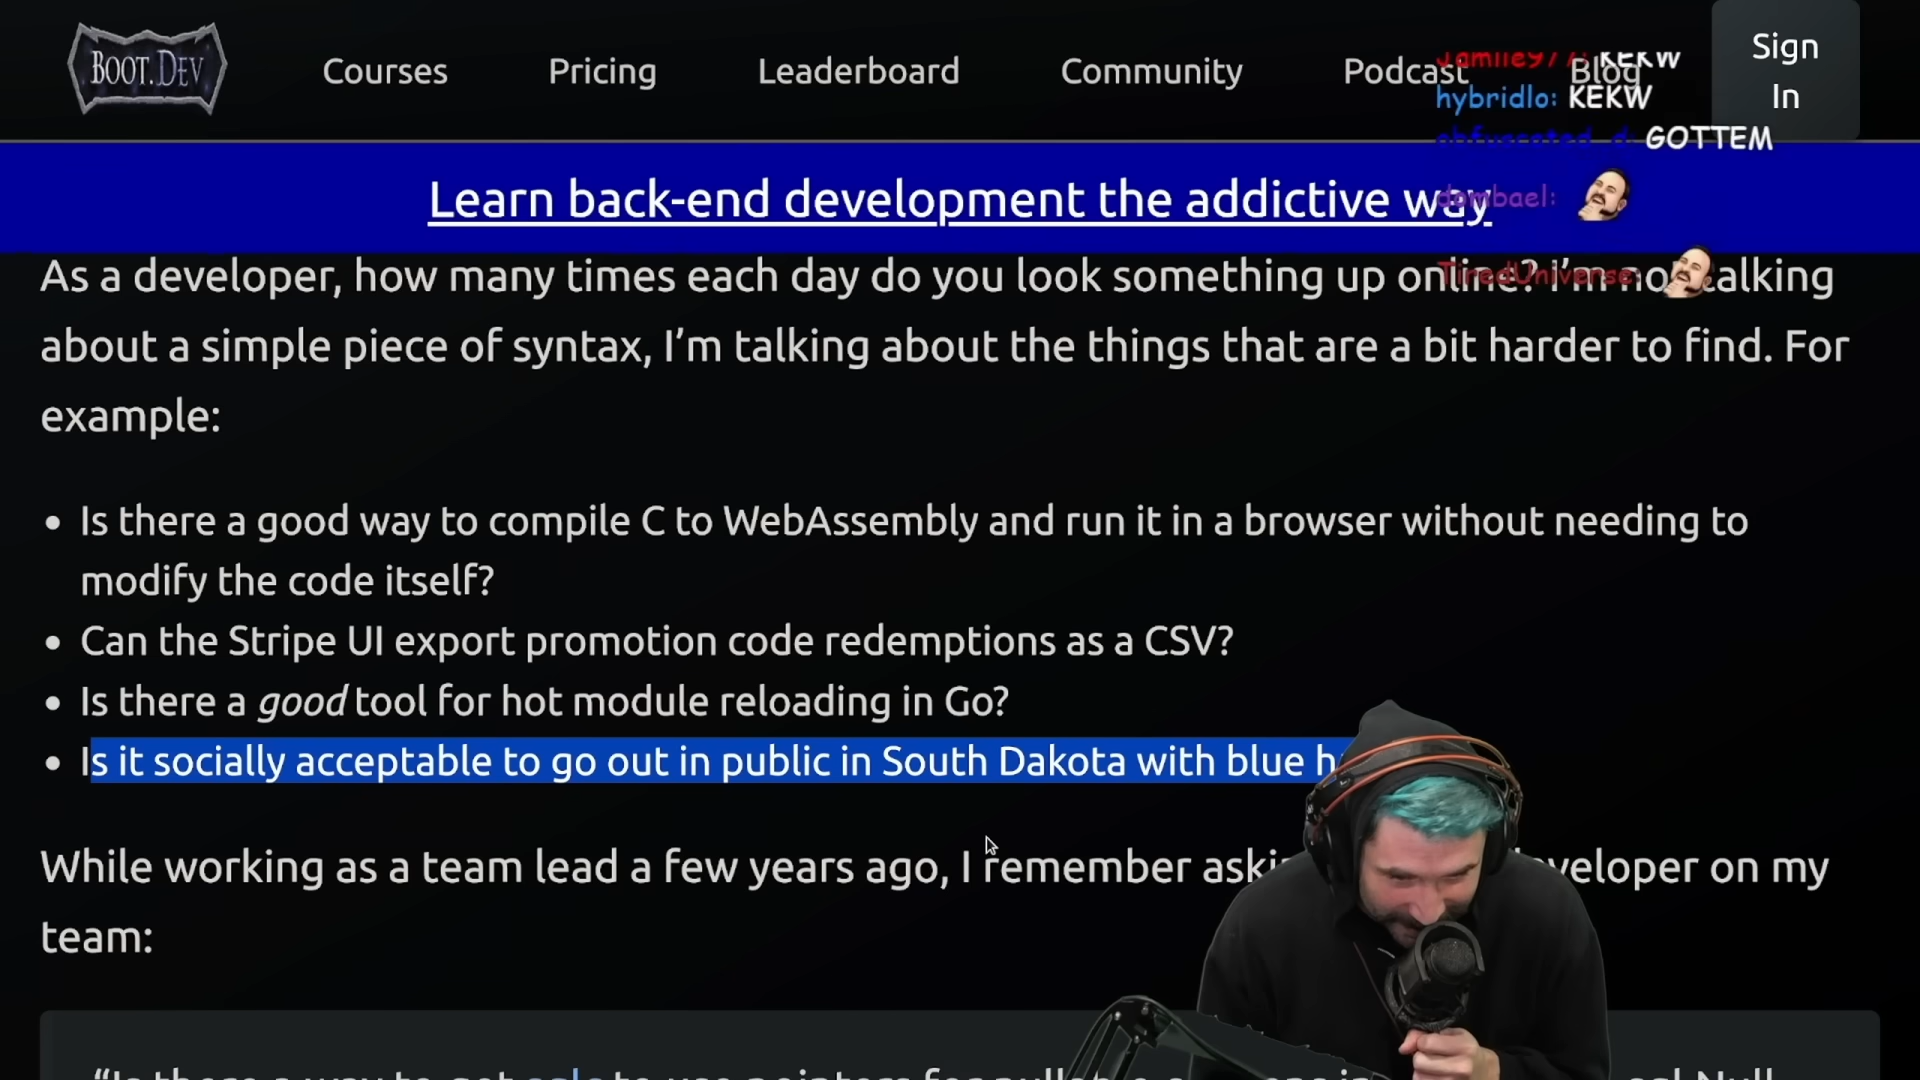 BOOT.DEV
Courses
Pricing
Leaderboard
Community
Podcast
Blog
Sign
In
KEKW
hybridlo: KEKW
GOTTEM
Learn back-end development the addictive way
TiredUniverse:
As a developer, how many times each day do you look something up online? I'm not talking
about a simple piece of syntax, I'm talking about the things that are a bit harder to find. For
example:
• Is there a good way to compile C to WebAssembly and run it in a browser without needing to
modify the code itself?
• Can the Stripe UI export promotion code redemptions as a CSV?
• Is there a good tool for hot module reloading in Go?
• Is it socially acceptable to go out in public in South Dakota with blue
While working as a team lead a few years ago, I remember developer on my
team: